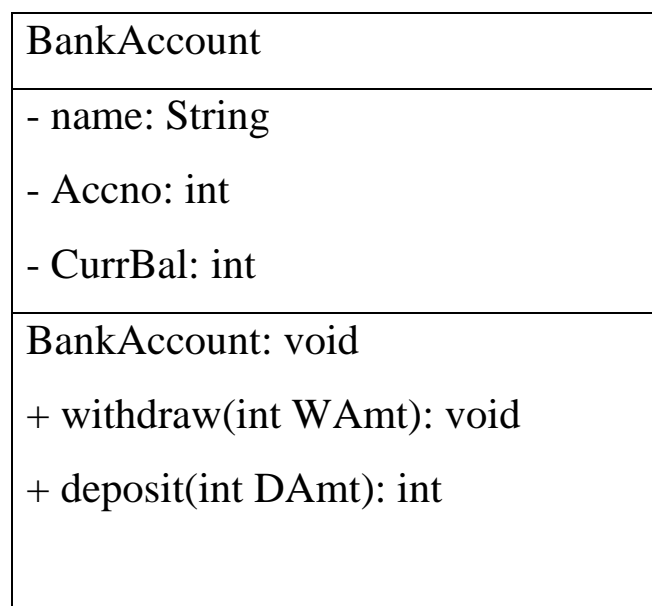 BankAccount
- name: String
- Accno: int
- CurrBal: int
BankAccount: void
+ withdraw(int WAmt): void
+ deposit(int DAmt): int